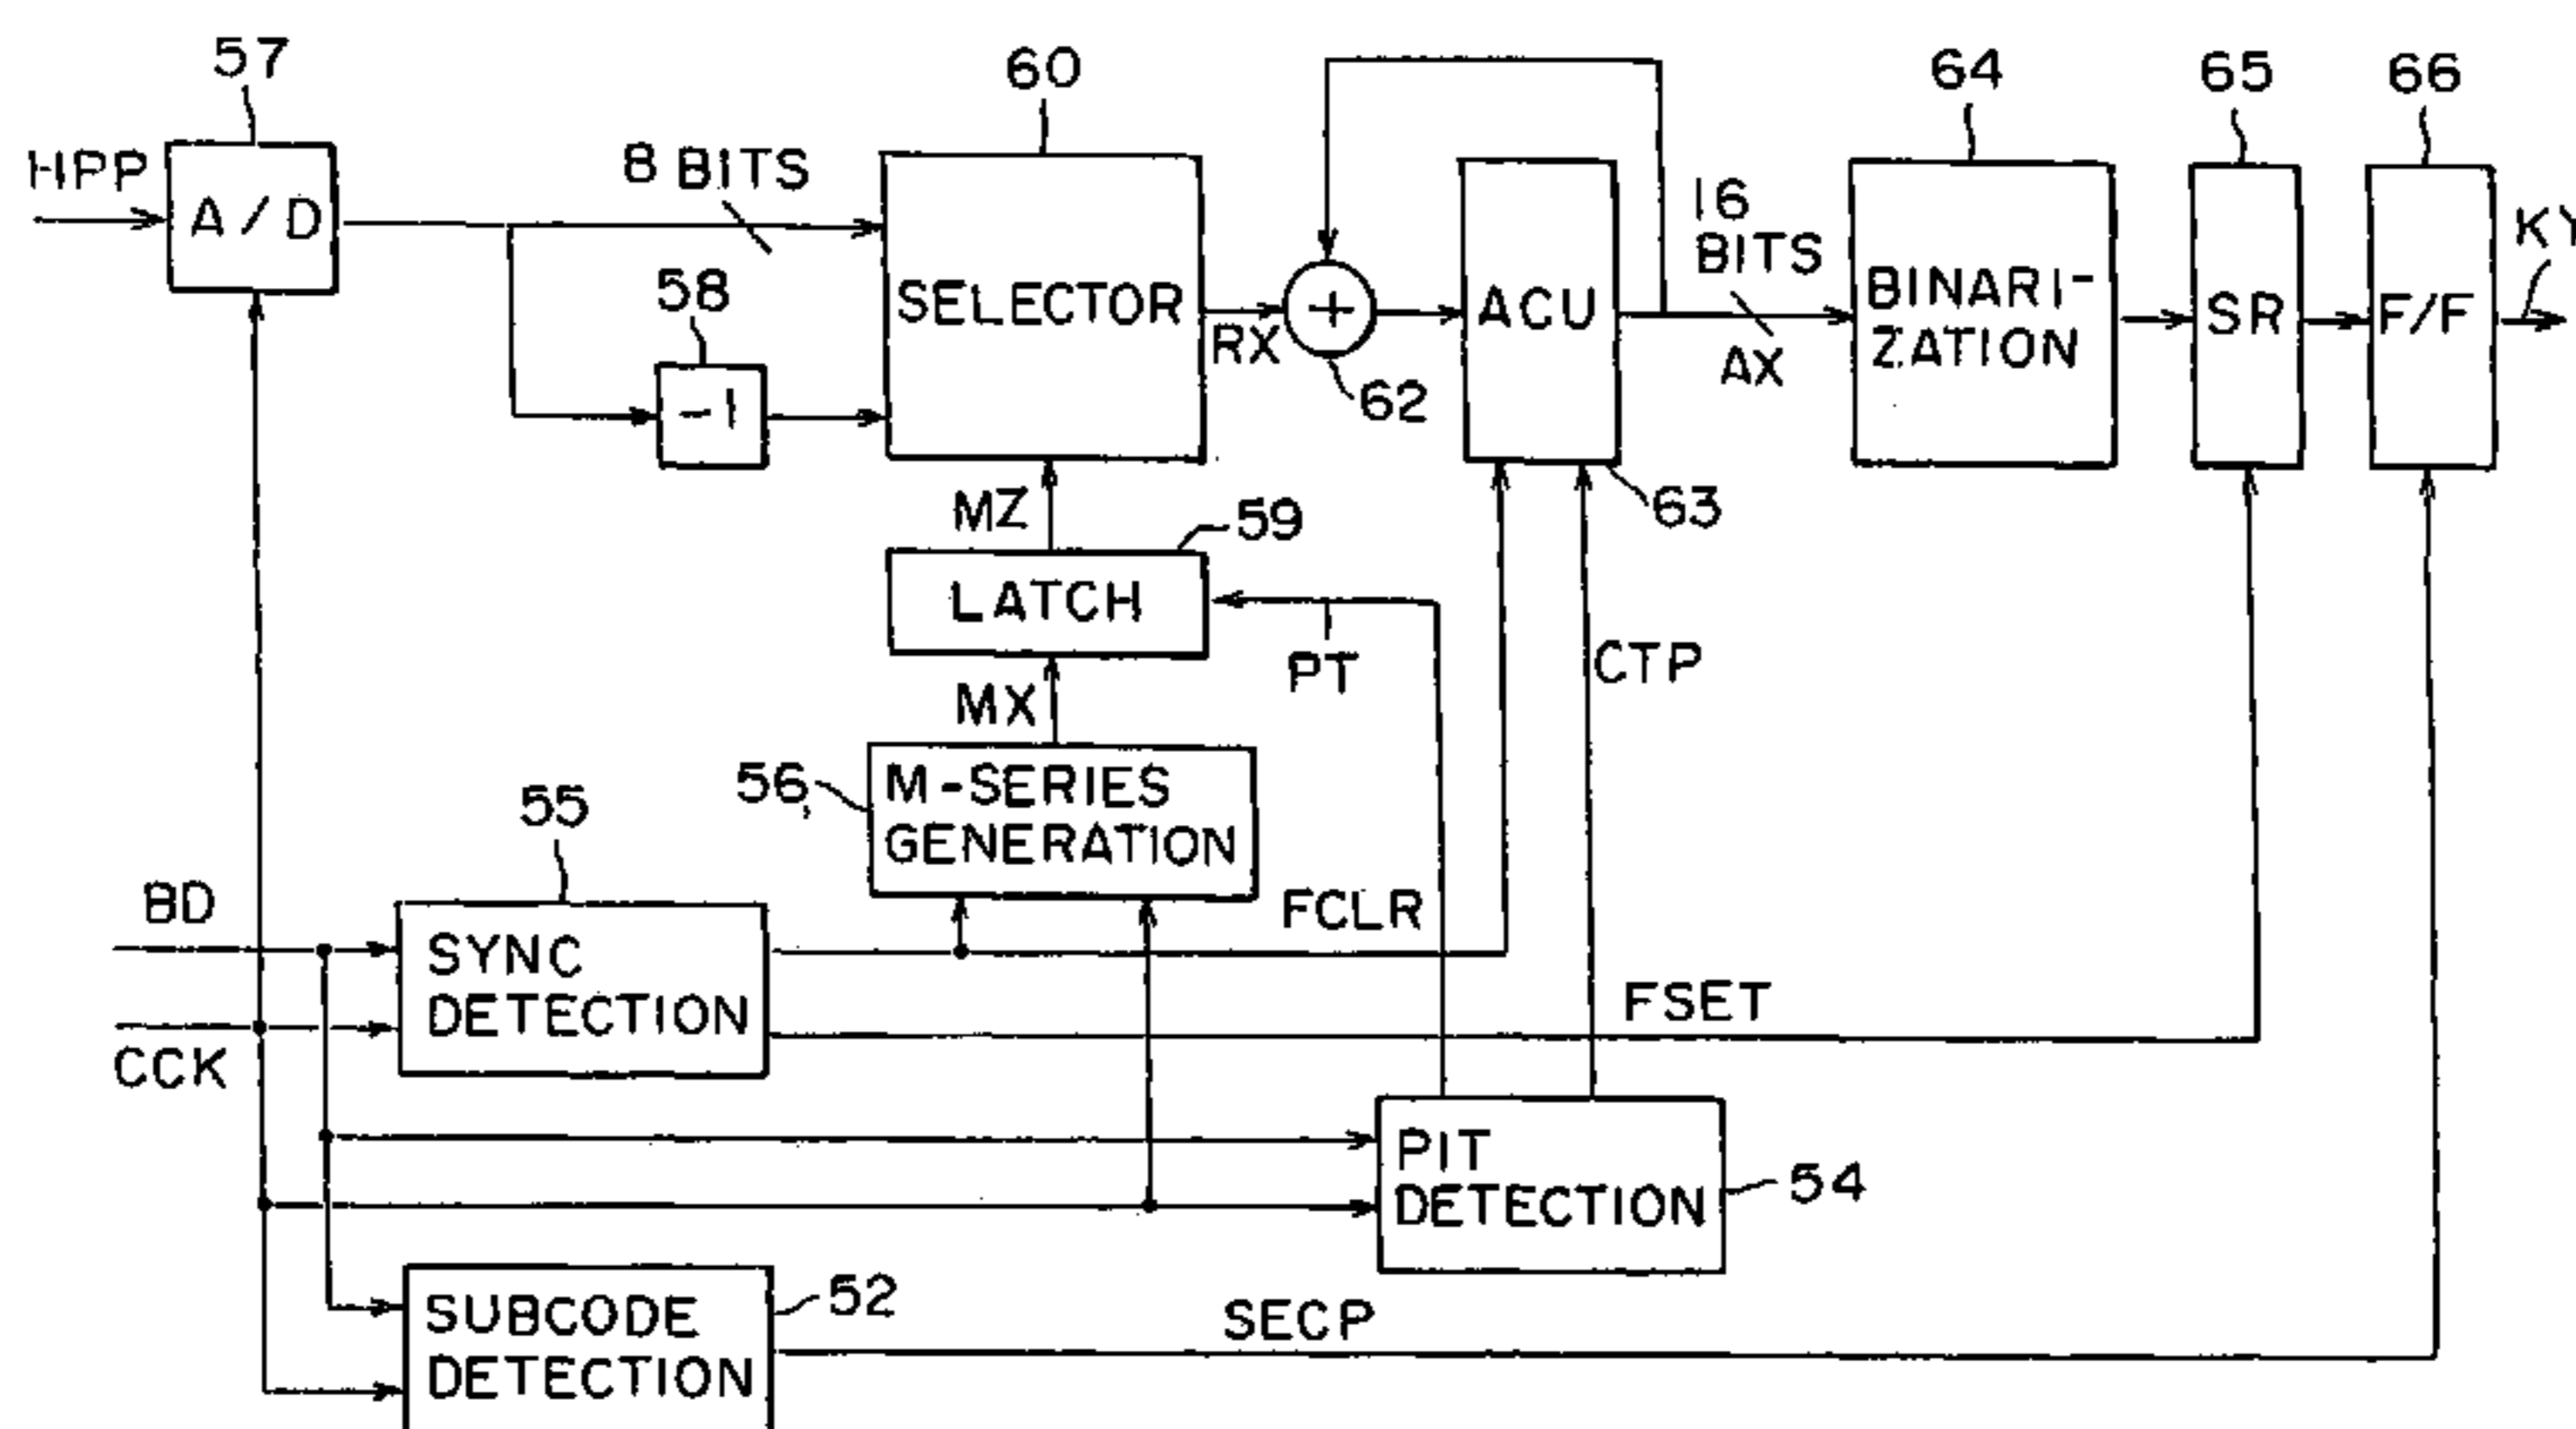 57
60
64
65
66
HPP
A/D
8 BITS
SELECTOR
58
-1
RX
+
62
ACU
63
16
BITS
AX
BINARI-
ZATION
SR
F/F
KY
MZ
59
LATCH
PT
CTP
MX
56
M-SERIES
GENERATION
55
BD
CCK
SYNC
DETECTION
FCLR
FSET
PIT
DETECTION
54
SUBCODE
DETECTION
52
SECP